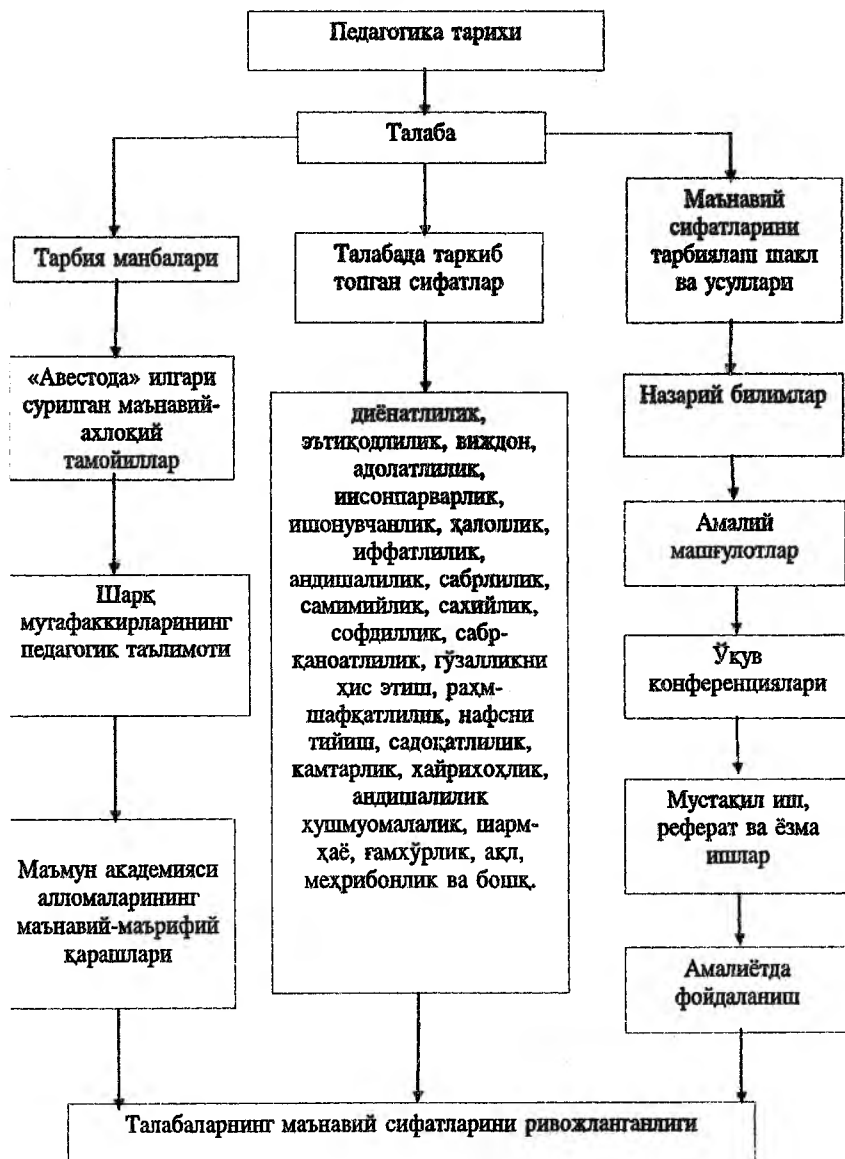 Педагогика тарихи
Талаба
Тарбия манбалари
«Авестода» илгари
сурилган маънавий-
ахлоқий
тамойиллар
Шарқ
мутафаккирларининг
педагогик таълимоти
Маъмун академияси
алломаларининг
маънавий-маърифий
қарашлари
Талабада таркиб
топган сифатлар
диёнатлилик,
эътиқодлилик, виждон,
адолатлилик,
иисонпарварлик,
ишонувчанлик, ҳалоллик,
иффатлилик,
андишалилик, сабрлилик,
самимийлик, сахийлик,
софдиллик, сабр-
қаноатлилик, гўзалликни
ҳис этиш, раҳм-
шафқатлилик, нафсни
тийиш, садоқатлилик,
камтарлик, хайрихоҳлик,
андишалилик
хушмуомалалик, шарм-
ҳаё, ғамхўрлик, ақл,
меҳрибонлик ва бошқ.
Маънавий
сифатларини
тарбиялаш шакл
ва усуллари
Назарий билимлар
Амалий
машғулотлар
Ўқув
конференциялари
Мустақил иш,
реферат ва ёзма
ишлар
Амалиётда
фойдаланиш
Талабаларнинг маънавий сифатларини ривожланганлиги